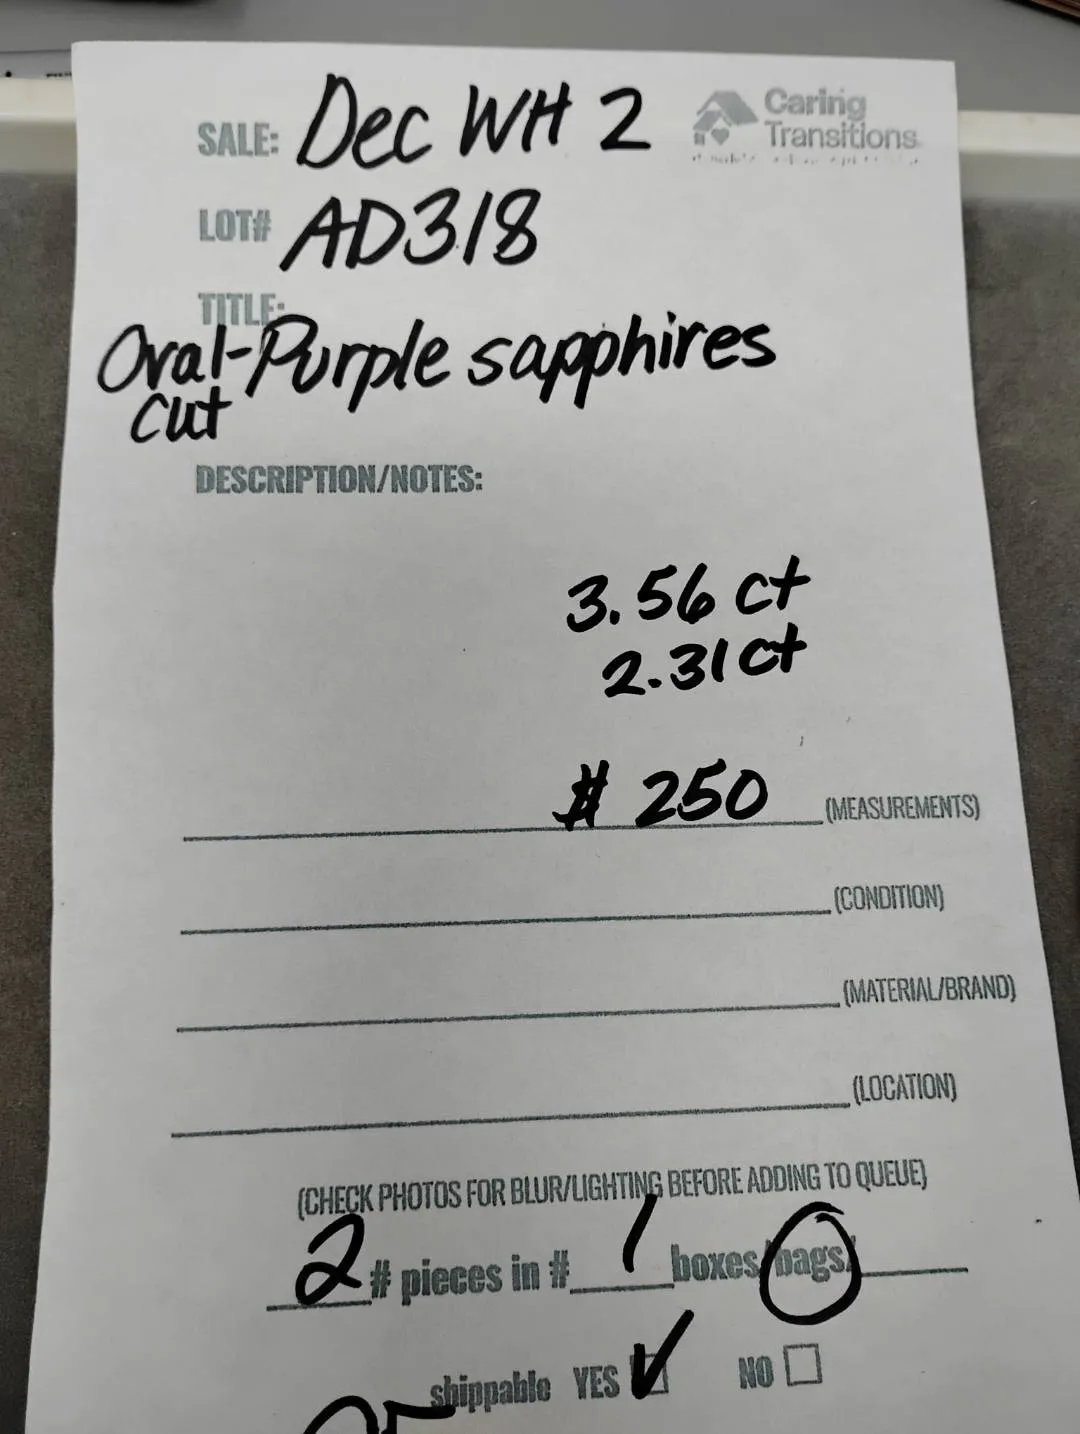 SALE: Dec WH 2
Caring
Transitions
LOT# AD318
TITLE:
Oval-Purple sapphires
cut
DESCRIPTION/NOTES:
3.56 ct
2.31 ct
# 250 (MEASUREMENTS)
(CONDITION)
(MATERIAL/BRAND)
(LOCATION)
(CHECK PHOTOS FOR BLUR/LIGHTING BEFORE ADDING TO QUEUE)
2 # pieces in # 1 boxes/bags/
shippable YES NO